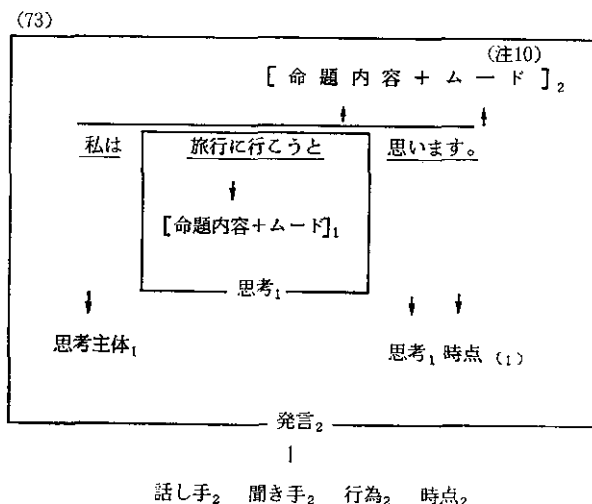 (73)
(注10)
[命題内容+ムード]₂
私は 旅行に行こうと 思います。
[命題内容+ムード]₁
思考₁
思考主体₁ 思考₁ 時点₍₁₎
発言₂
話し手₂ 聞き手₂ 行為₂ 時点₂